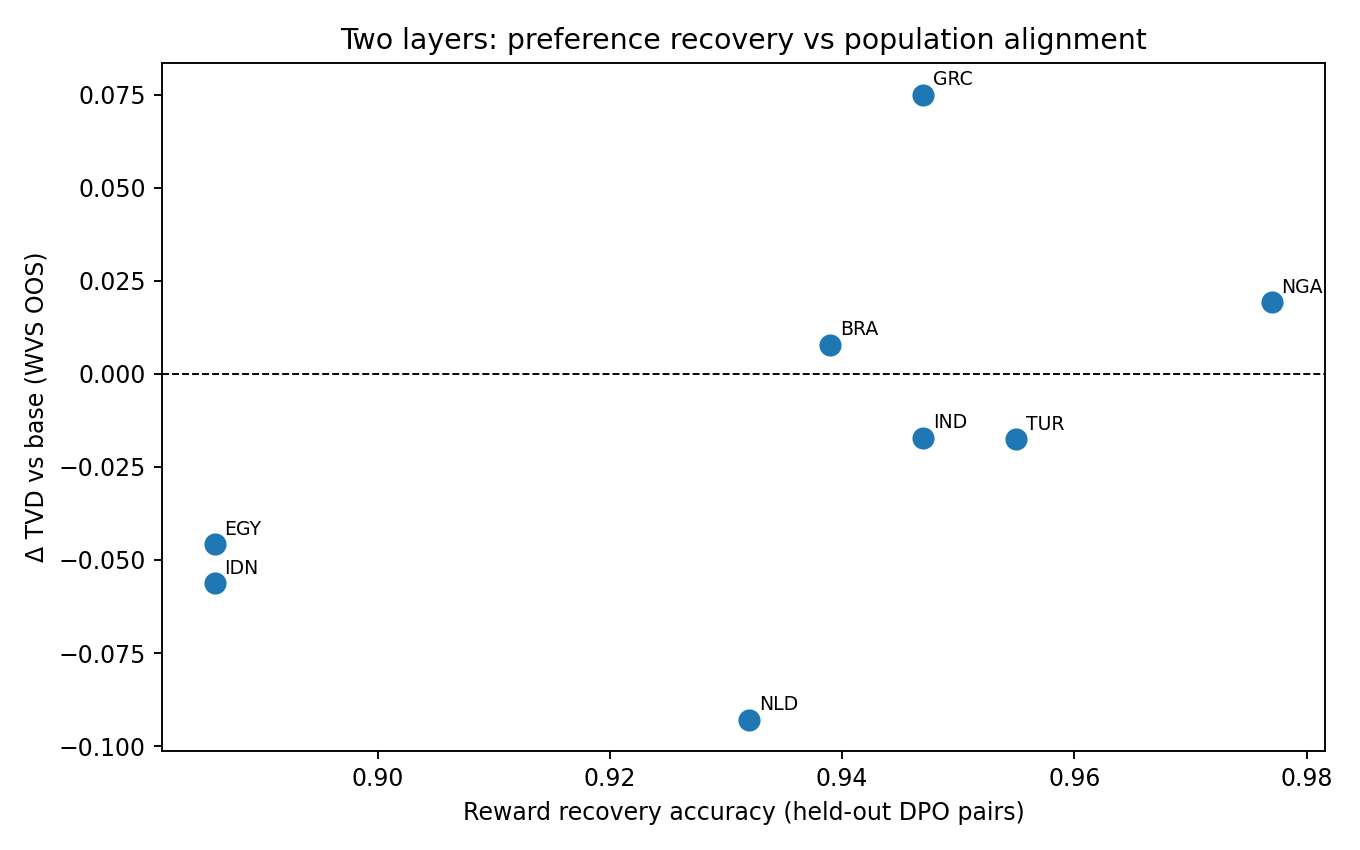 Two layers: preference recovery vs population alignment
Δ TVD vs base (WVS OOS)
0.075
0.050
0.025
0.000
−0.025
−0.050
−0.075
−0.100
GRC
NGA
BRA
IND
TUR
EGY
IDN
NLD
0.90
0.92
0.94
0.96
0.98
Reward recovery accuracy (held-out DPO pairs)